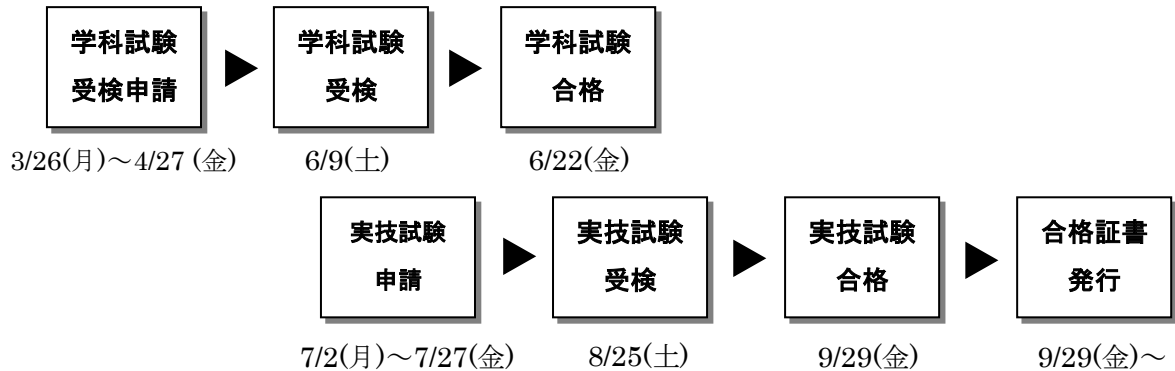 学科試験
受検申請
学科試験
受検
学科試験
合格
3/26(月)～4/27 (金)
6/9(土)
6/22(金)
実技試験
申請
実技試験
受検
実技試験
合格
合格証書
発行
7/2(月)～7/27(金)
8/25(土)
9/29(金)
9/29(金)～